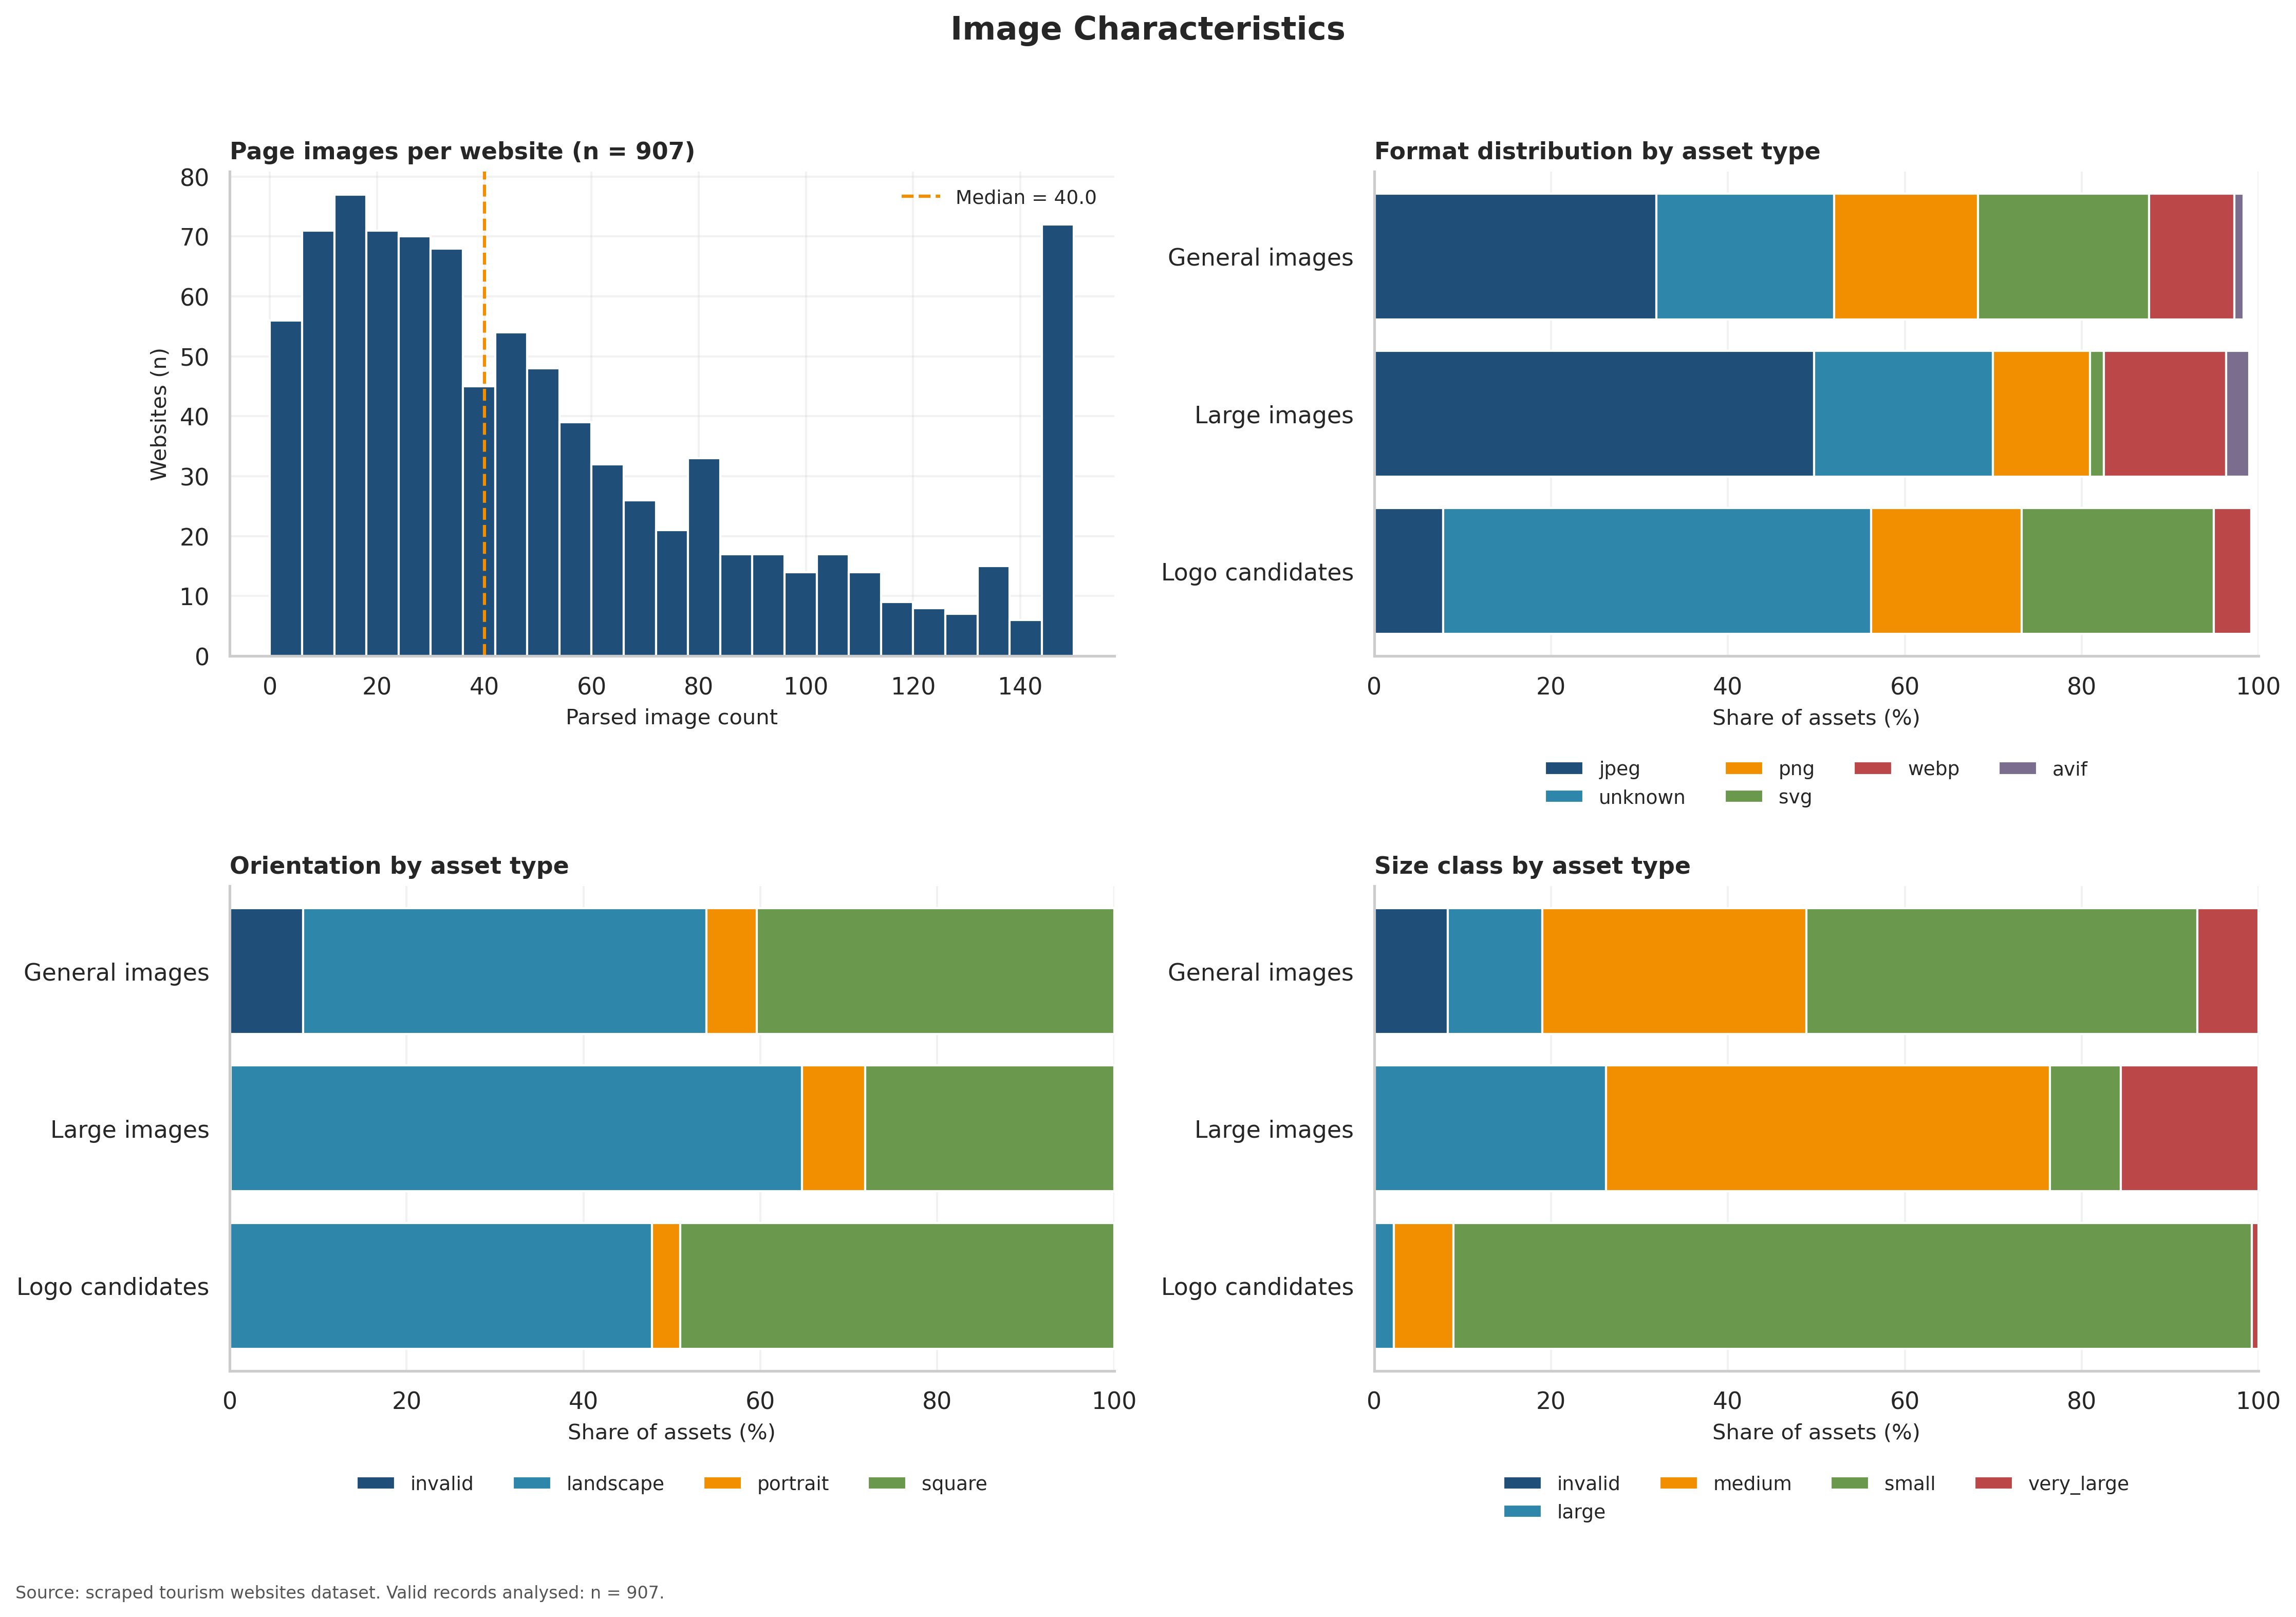 Image Characteristics
Page images per website (n = 907)
80
70
60
50
40
30
20
10
0
Websites (n)
Median = 40.0
0 20 40 60 80 100 120 140
Parsed image count
Format distribution by asset type
General images
Large images
Logo candidates
0 20 40 60 80 100
Share of assets (%)
jpeg png webp avif
unknown svg
Orientation by asset type
General images
Large images
Logo candidates
0 20 40 60 80 100
Share of assets (%)
invalid landscape portrait square
Size class by asset type
General images
Large images
Logo candidates
0 20 40 60 80 100
Share of assets (%)
invalid medium small very_large
large
Source: scraped tourism websites dataset. Valid records analysed: n = 907.